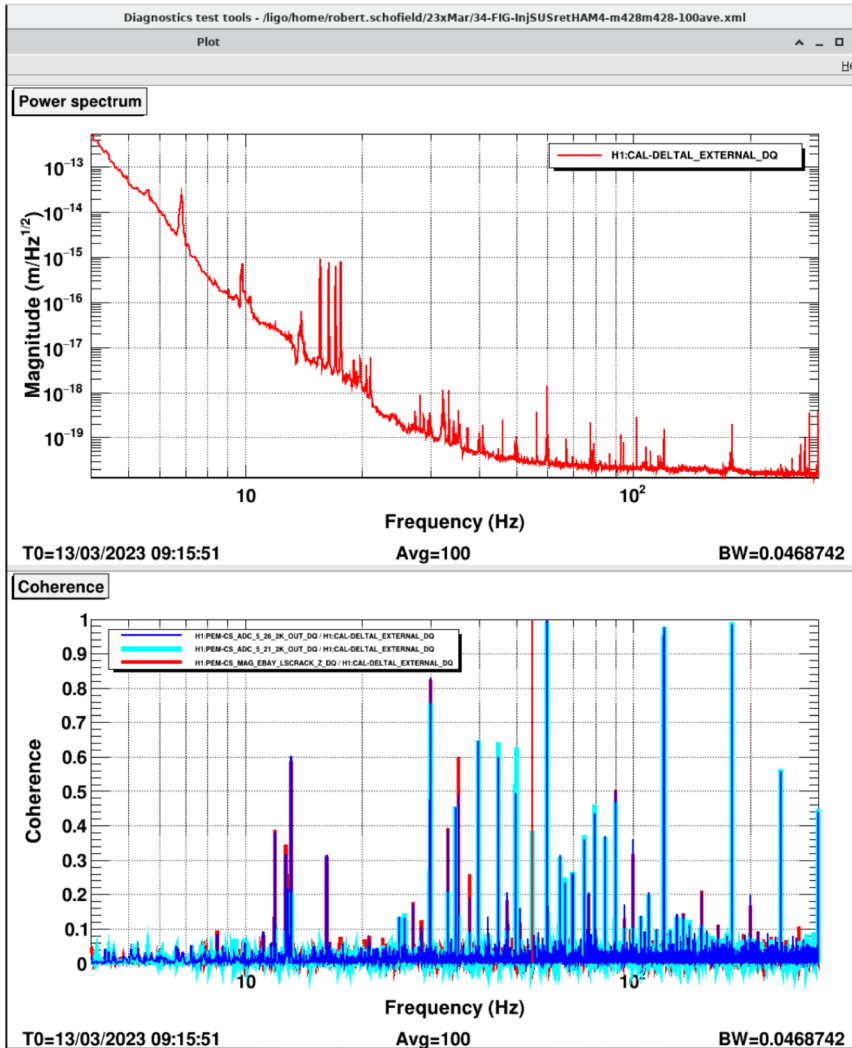 Diagnostics test tools - /ligo/home/robert.schofield/23xMar/34-FIG-InjSUSretHAM4-m428m428-100ave.xml
Plot
He
Power spectrum
H1:CAL-DELTAL_EXTERNAL_DQ
Magnitude (m/Hz^1/2)
10^−13
10^−14
10^−15
10^−16
10^−17
10^−18
10^−19
10
10^2
Frequency (Hz)
T0=13/03/2023 09:15:51 Avg=100 BW=0.0468742
Coherence
H1:PEM-CS_ADC_5_26_2K_OUT_DQ / H1:CAL-DELTAL_EXTERNAL_DQ
H1:PEM-CS_ADC_5_21_2K_OUT_DQ / H1:CAL-DELTAL_EXTERNAL_DQ
H1:PEM-CS_MAG_EBAY_LSCRACK_Z_DQ / H1:CAL-DELTAL_EXTERNAL_DQ
Coherence
1
0.9
0.8
0.7
0.6
0.5
0.4
0.3
0.2
0.1
0
10
10^2
Frequency (Hz)
T0=13/03/2023 09:15:51 Avg=100 BW=0.0468742